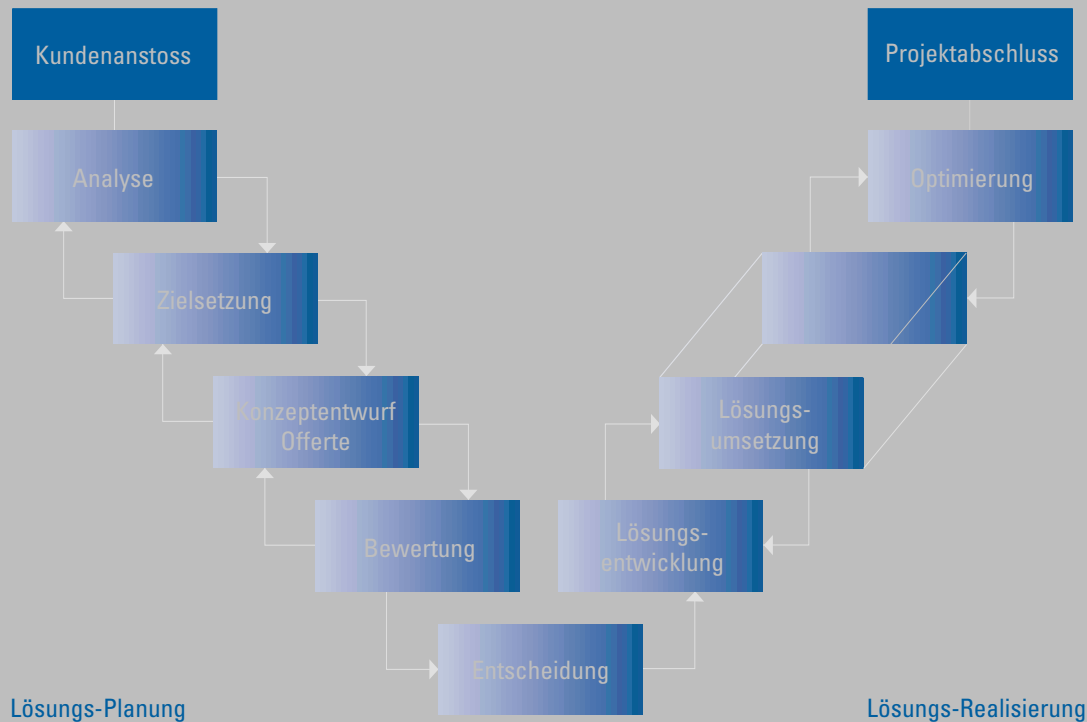 Kundenanstoss
Projektabschluss
Analyse
Optimierung
Zielsetzung
Konzeptentwurf
Offerte
Lösungs-
umsetzung
Bewertung
Lösungs-
entwicklung
Entscheidung
Lösungs-Planung
Lösungs-Realisierung